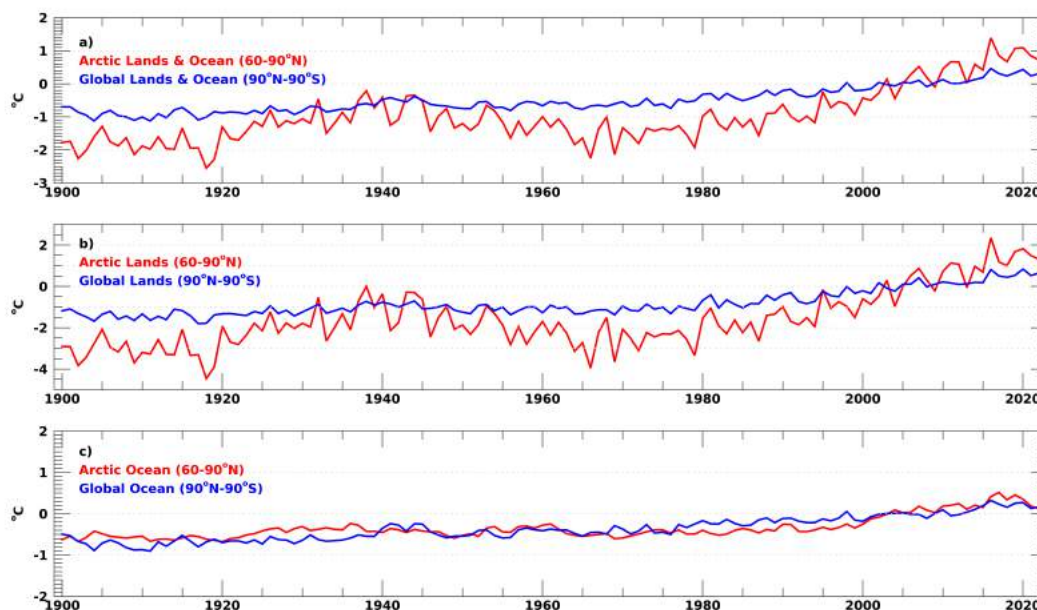 2
a)
1
Arctic Lands & Ocean (60-90°N)
Global Lands & Ocean (90°N-90°S)
0
°C
-1
-2
-3
1900 1920 1940 1960 1980 2000 2020
b)
2
Arctic Lands (60-90°N)
Global Lands (90°N-90°S)
0
°C
-2
-4
1900 1920 1940 1960 1980 2000 2020
2
c)
1
Arctic Ocean (60-90°N)
Global Ocean (90°N-90°S)
0
°C
-1
-2
1900 1920 1940 1960 1980 2000 2020